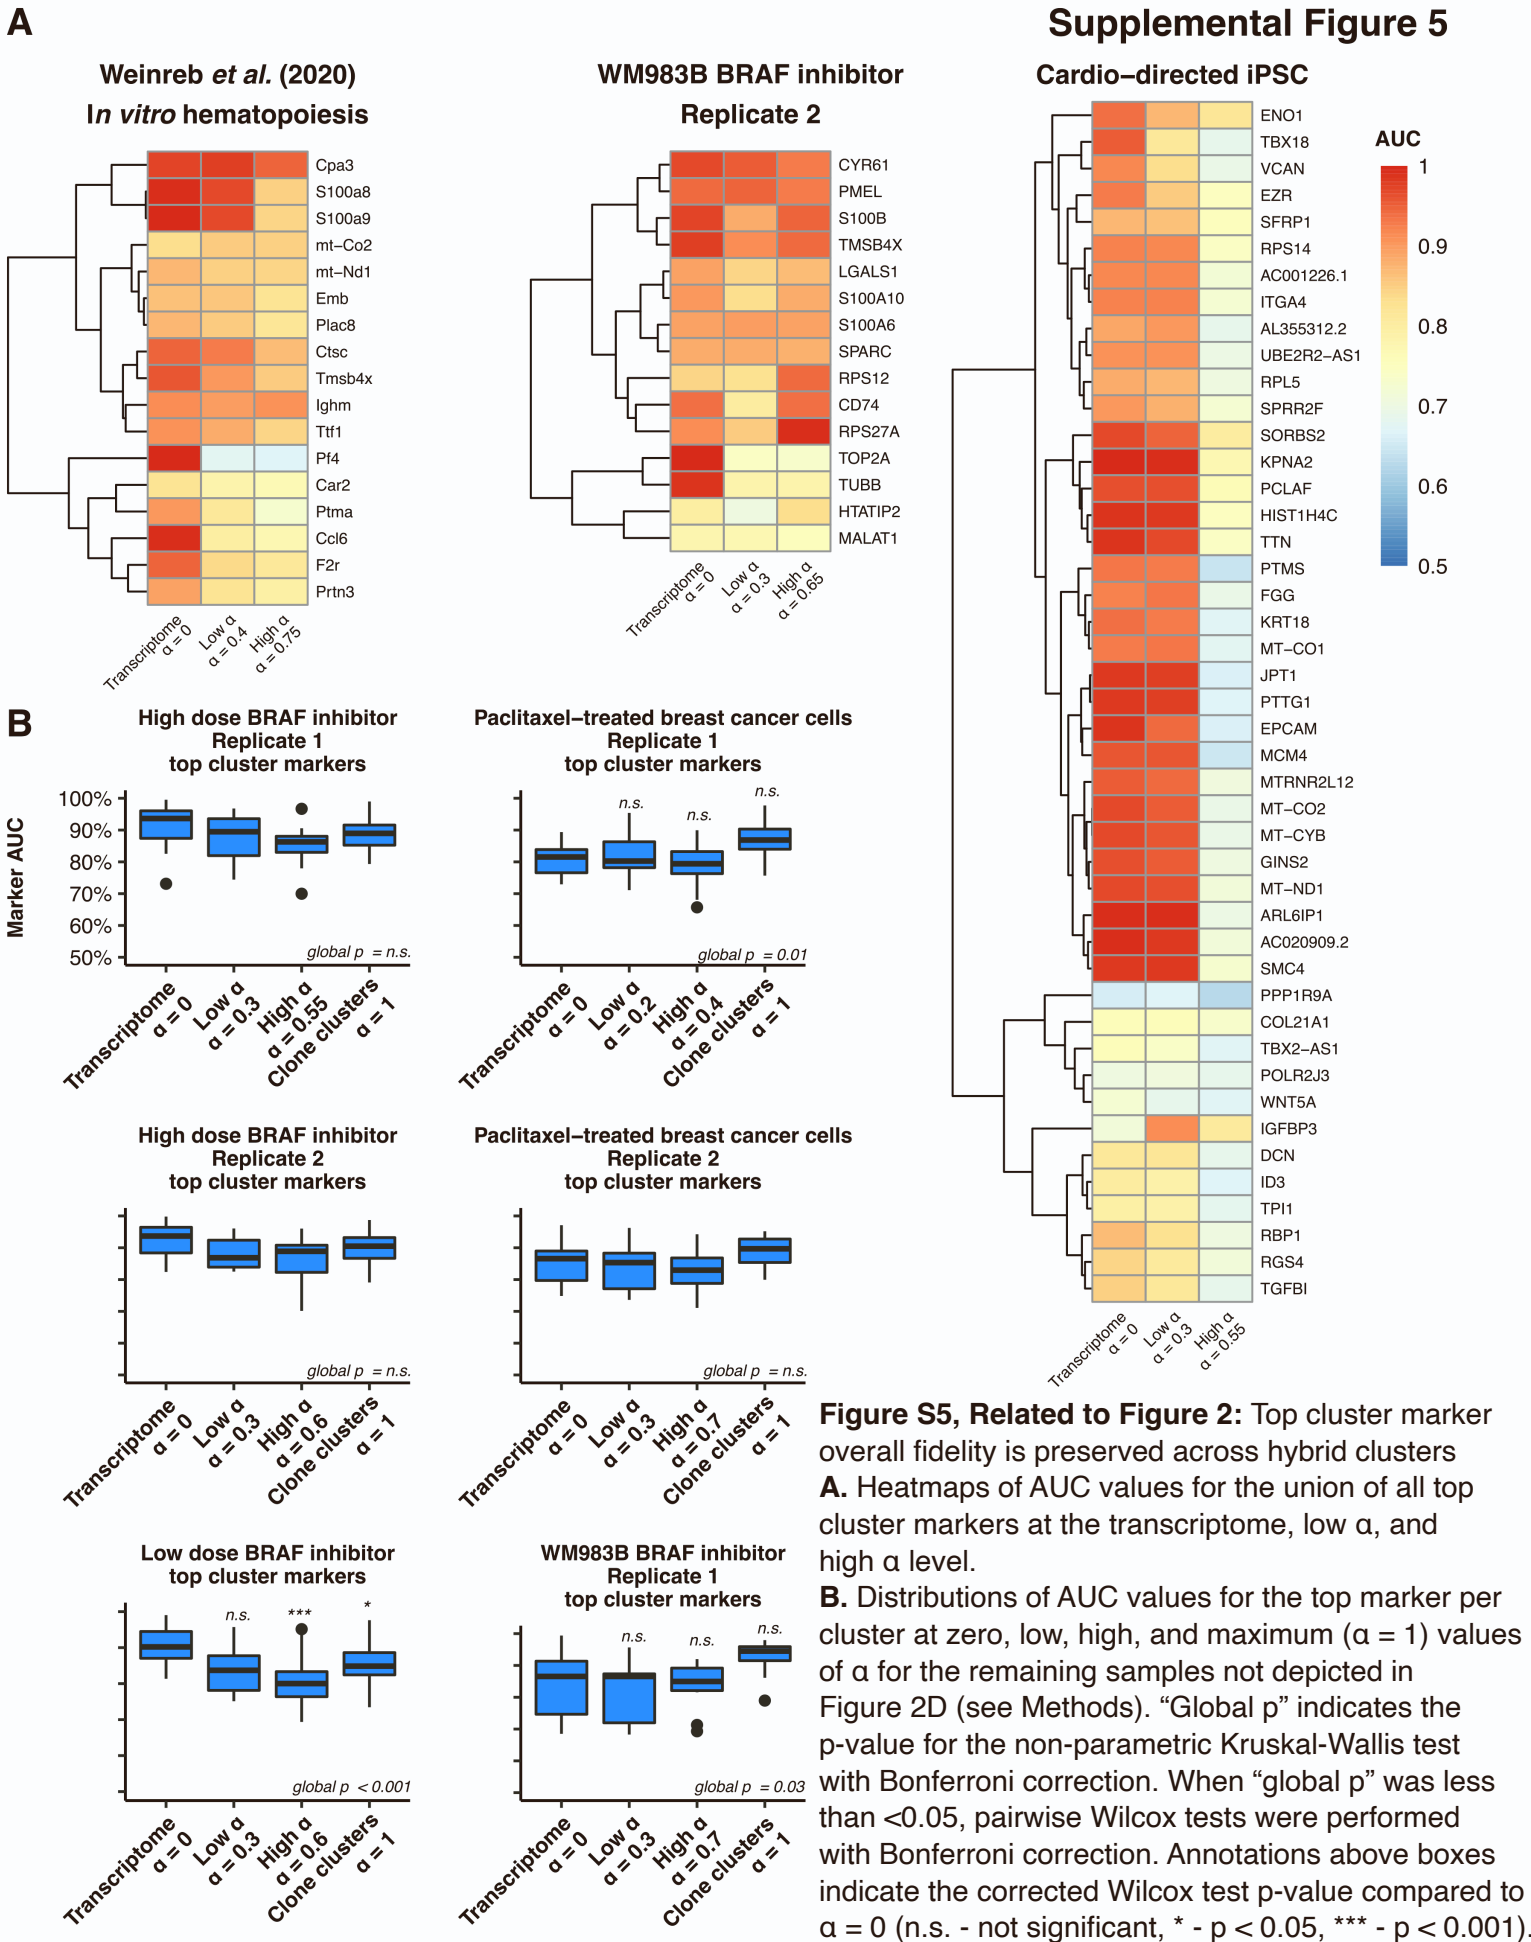 A
Supplemental Figure 5
Weinreb et al. (2020)
In vitro hematopoiesis
Cpa3
S100a8
S100a9
mt−Co2
mt−Nd1
Emb
Plac8
Ctsc
Tmsb4x
Ighm
Ttf1
Pf4
Car2
Ptma
Ccl6
F2r
Prtn3
Transcriptome
α = 0
Low α
α = 0.4
High α
α = 0.75
WM983B BRAF inhibitor
Replicate 2
CYR61
PMEL
S100B
TMSB4X
LGALS1
S100A10
S100A6
SPARC
RPS12
CD74
RPS27A
TOP2A
TUBB
HTATIP2
MALAT1
Transcriptome
α = 0
Low α
α = 0.3
High α
α = 0.65
Cardio−directed iPSC
ENO1
TBX18
VCAN
EZR
SFRP1
RPS14
AC001226.1
ITGA4
AL355312.2
UBE2R2−AS1
RPL5
SPRR2F
SORBS2
KPNA2
PCLAF
HIST1H4C
TTN
PTMS
FGG
KRT18
MT−CO1
JPT1
PTTG1
EPCAM
MCM4
MTRNR2L12
MT−CO2
MT−CYB
GINS2
MT−ND1
ARL6IP1
AC020909.2
SMC4
PPP1R9A
COL21A1
TBX2−AS1
POLR2J3
WNT5A
IGFBP3
DCN
ID3
TPI1
RBP1
RGS4
TGFBI
Transcriptome
α = 0
Low α
α = 0.3
High α
α = 0.55
AUC
1
0.9
0.8
0.7
0.6
0.5
B
High dose BRAF inhibitor
Replicate 1
top cluster markers
Marker AUC
100%
90%
80%
70%
60%
50%
global p = n.s.
Transcriptome
α = 0
Low α
α = 0.3
High α
α = 0.55
Clone clusters
α = 1
Paclitaxel−treated breast cancer cells
Replicate 1
top cluster markers
n.s.
n.s.
n.s.
global p = 0.01
Transcriptome
α = 0
Low α
α = 0.2
High α
α = 0.4
Clone clusters
α = 1
High dose BRAF inhibitor
Replicate 2
top cluster markers
global p = n.s.
Transcriptome
α = 0
Low α
α = 0.3
High α
α = 0.6
Clone clusters
α = 1
Paclitaxel−treated breast cancer cells
Replicate 2
top cluster markers
global p = n.s.
Transcriptome
α = 0
Low α
α = 0.3
High α
α = 0.7
Clone clusters
α = 1
Low dose BRAF inhibitor
top cluster markers
n.s.
***
*
global p < 0.001
Transcriptome
α = 0
Low α
α = 0.3
High α
α = 0.6
Clone clusters
α = 1
WM983B BRAF inhibitor
Replicate 1
top cluster markers
n.s.
n.s.
n.s.
global p = 0.03
Transcriptome
α = 0
Low α
α = 0.3
High α
α = 0.7
Clone clusters
α = 1
Figure S5, Related to Figure 2: Top cluster marker
overall fidelity is preserved across hybrid clusters
A. Heatmaps of AUC values for the union of all top
cluster markers at the transcriptome, low α, and
high α level.
B. Distributions of AUC values for the top marker per
cluster at zero, low, high, and maximum (α = 1) values
of α for the remaining samples not depicted in
Figure 2D (see Methods). “Global p” indicates the
p-value for the non-parametric Kruskal-Wallis test
with Bonferroni correction. When “global p” was less
than <0.05, pairwise Wilcox tests were performed
with Bonferroni correction. Annotations above boxes
indicate the corrected Wilcox test p-value compared to
α = 0 (n.s. - not significant, * - p < 0.05, *** - p < 0.001).